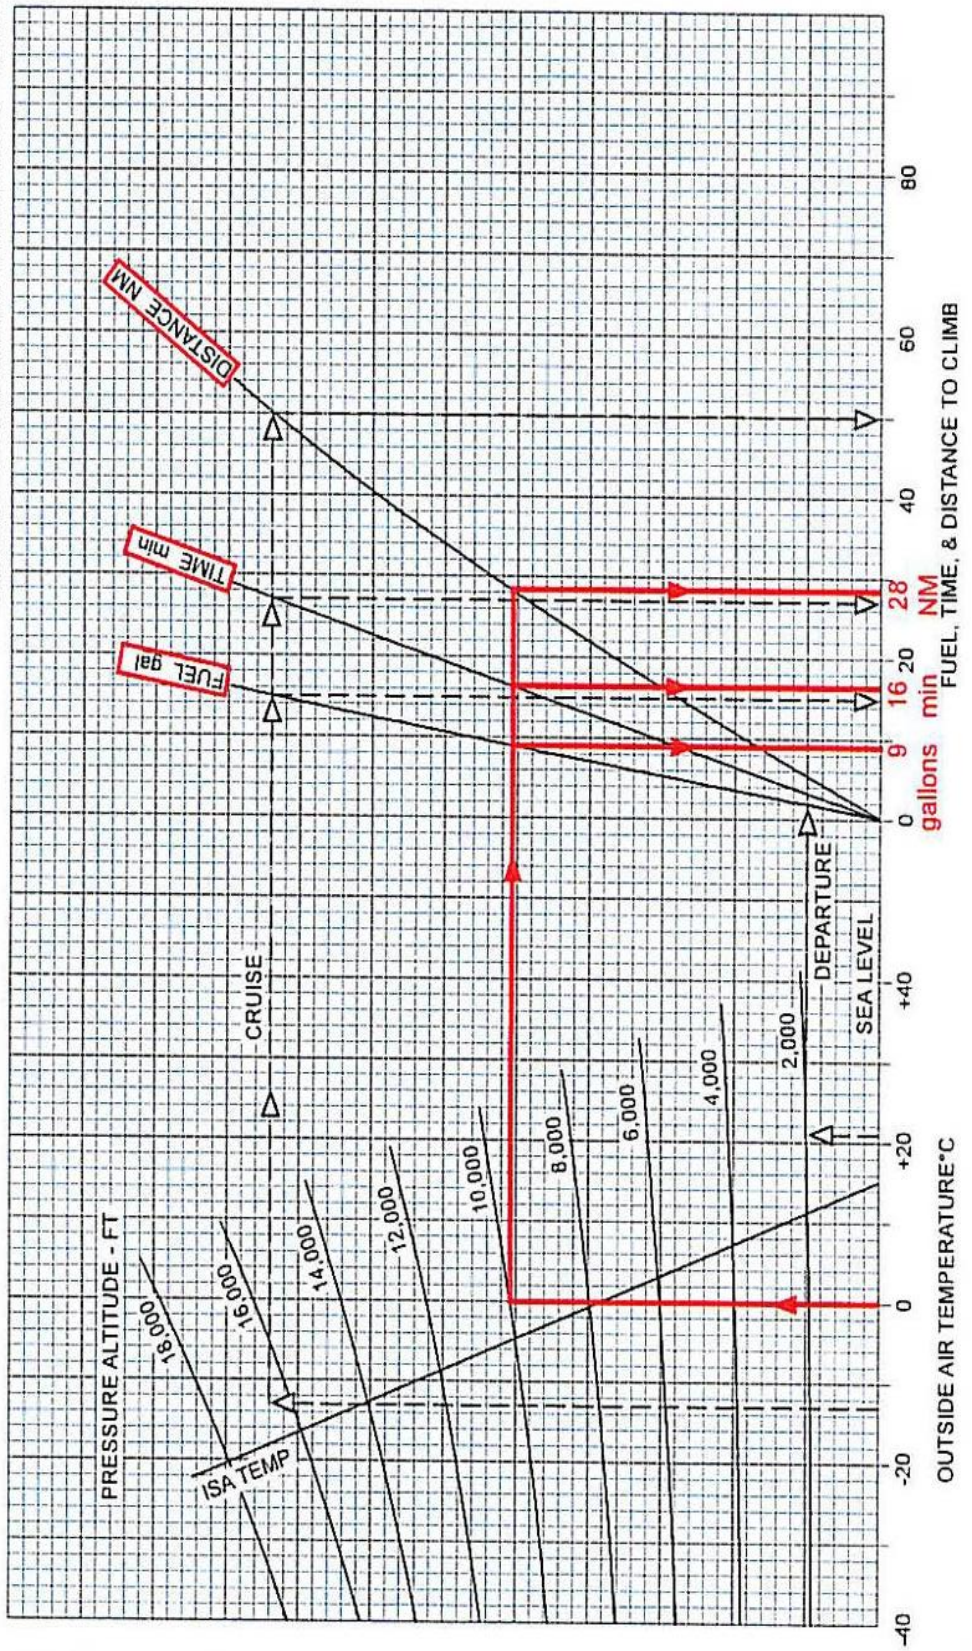 PRESSURE ALTITUDE - FT
18,000
16,000
14,000
12,000
10,000
8,000
6,000
4,000
2,000
SEA LEVEL
ISA TEMP
CRUISE
DEPARTURE
FUEL gal
TIME min
DISTANCE NM
-40
-20
0
+20
+40
0
20
40
60
80
9
16
28
gallons
min
NM
OUTSIDE AIR TEMPERATURE°C
FUEL, TIME, & DISTANCE TO CLIMB